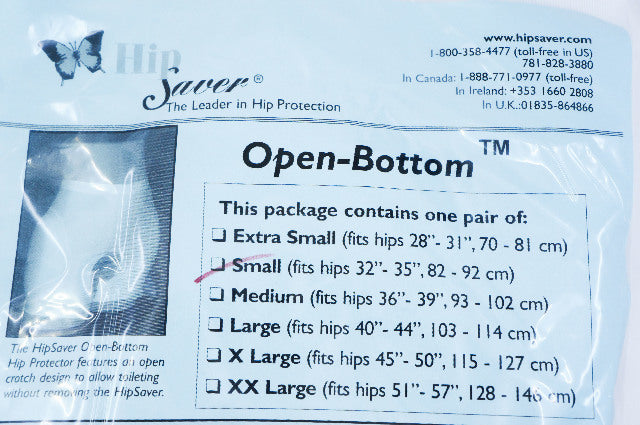 www.hipsaver.com
1-800-358-4477 (toll-free in US)
781-828-3880
In Canada: 1-888-771-0977 (toll-free)
In Ireland: +353 1660 2808
In U.K.:01835-864866
Hip
Saver®
The Leader in Hip Protection
Open-Bottom™
This package contains one pair of:
❑ Extra Small (fits hips 28"- 31", 70 - 81 cm)
❑ Small (fits hips 32"- 35", 82 - 92 cm)
❑ Medium (fits hips 36"- 39", 93 - 102 cm)
❑ Large (fits hips 40"- 44", 103 - 114 cm)
❑ X Large (fits hips 45"- 50", 115 - 127 cm)
❑ XX Large (fits hips 51"- 57", 128 - 146 cm)
The HipSaver Open-Bottom
Hip Protector features an open
crotch design to allow toileting
without removing the HipSaver.